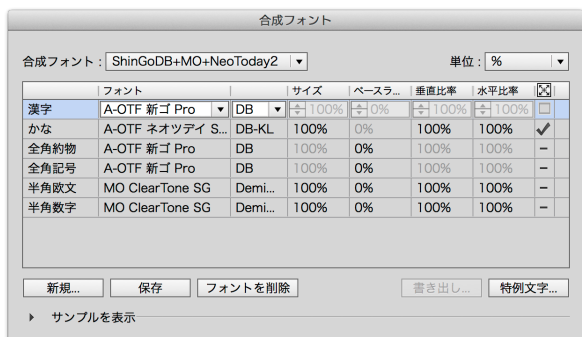 合成フォント
合成フォント : ShinGoDB+MO+NeoToday2 単位 : %
フォント サイズ ベースラ... 垂直比率 水平比率
漢字 A-OTF 新ゴ Pro DB 100% 0% 100% 100%
かな A-OTF ネオツデイ S... DB-KL 100% 0% 100% 100%
全角約物 A-OTF 新ゴ Pro DB 100% 0% 100% 100%
全角記号 A-OTF 新ゴ Pro DB 100% 0% 100% 100%
半角欧文 MO ClearTone SG Demi... 100% 0% 100% 100%
半角数字 MO ClearTone SG Demi... 100% 0% 100% 100%
新規... 保存 フォントを削除 書き出し... 特例文字...
サンプルを表示